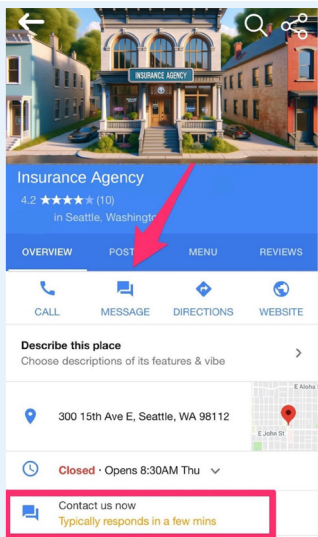 INSURANCE AGENCY
Insurance Agency
4.2 ★★★★★ (10)
in Seattle, Washington
OVERVIEW POST MENU REVIEWS
CALL MESSAGE DIRECTIONS WEBSITE
Describe this place
Choose descriptions of its features & vibe
E Aloha
300 15th Ave E, Seattle, WA 98112
E John St
Closed · Opens 8:30AM Thu
Contact us now
Typically responds in a few mins